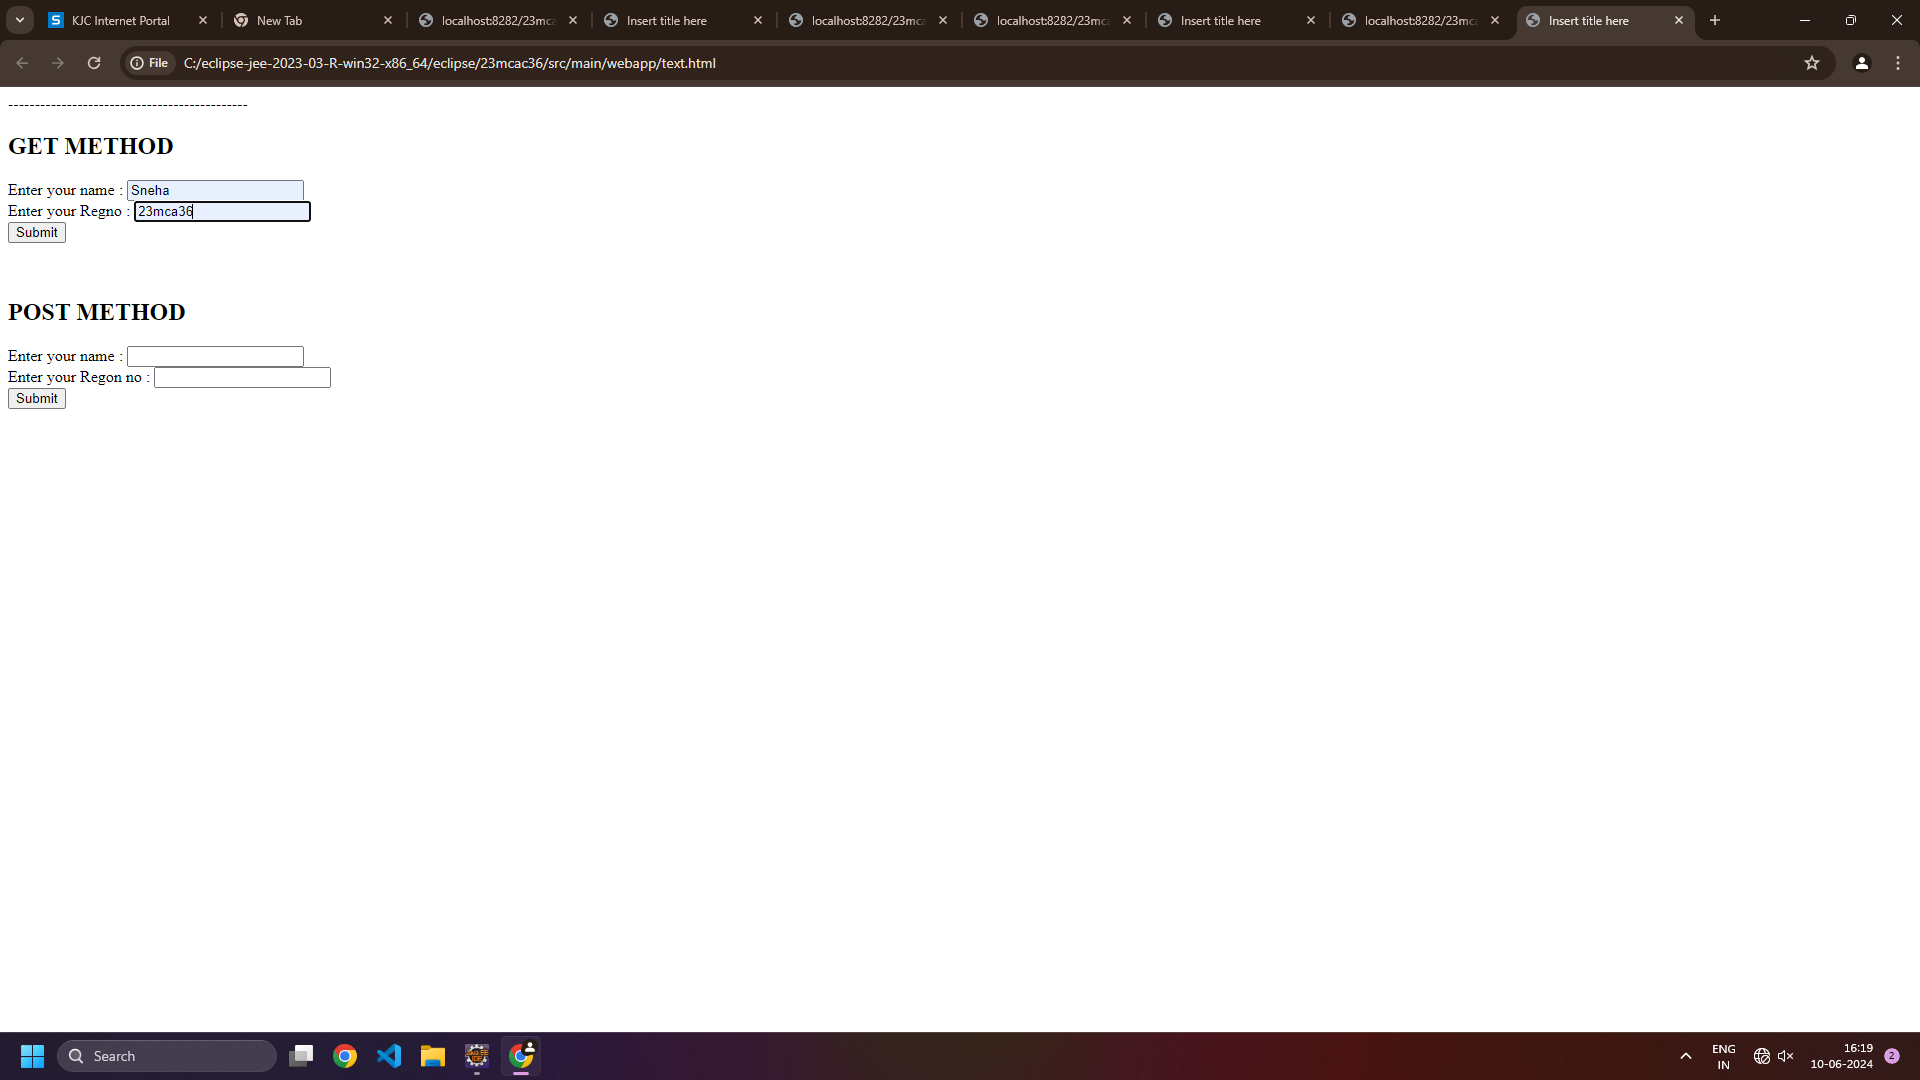 KJC Internet Portal
New Tab
localhost:8282/23mca
Insert title here
localhost:8282/23mca
localhost:8282/23mca
Insert title here
localhost:8282/23mca
Insert title here
File C:/eclipse-jee-2023-03-R-win32-x86_64/eclipse/23mcac36/src/main/webapp/text.html
---------------------------------------------
GET METHOD
Enter your name : Sneha
Enter your Regno : 23mca36
Submit
POST METHOD
Enter your name :
Enter your Regon no :
Submit
Search
ENG
IN
16:19
10-06-2024
2